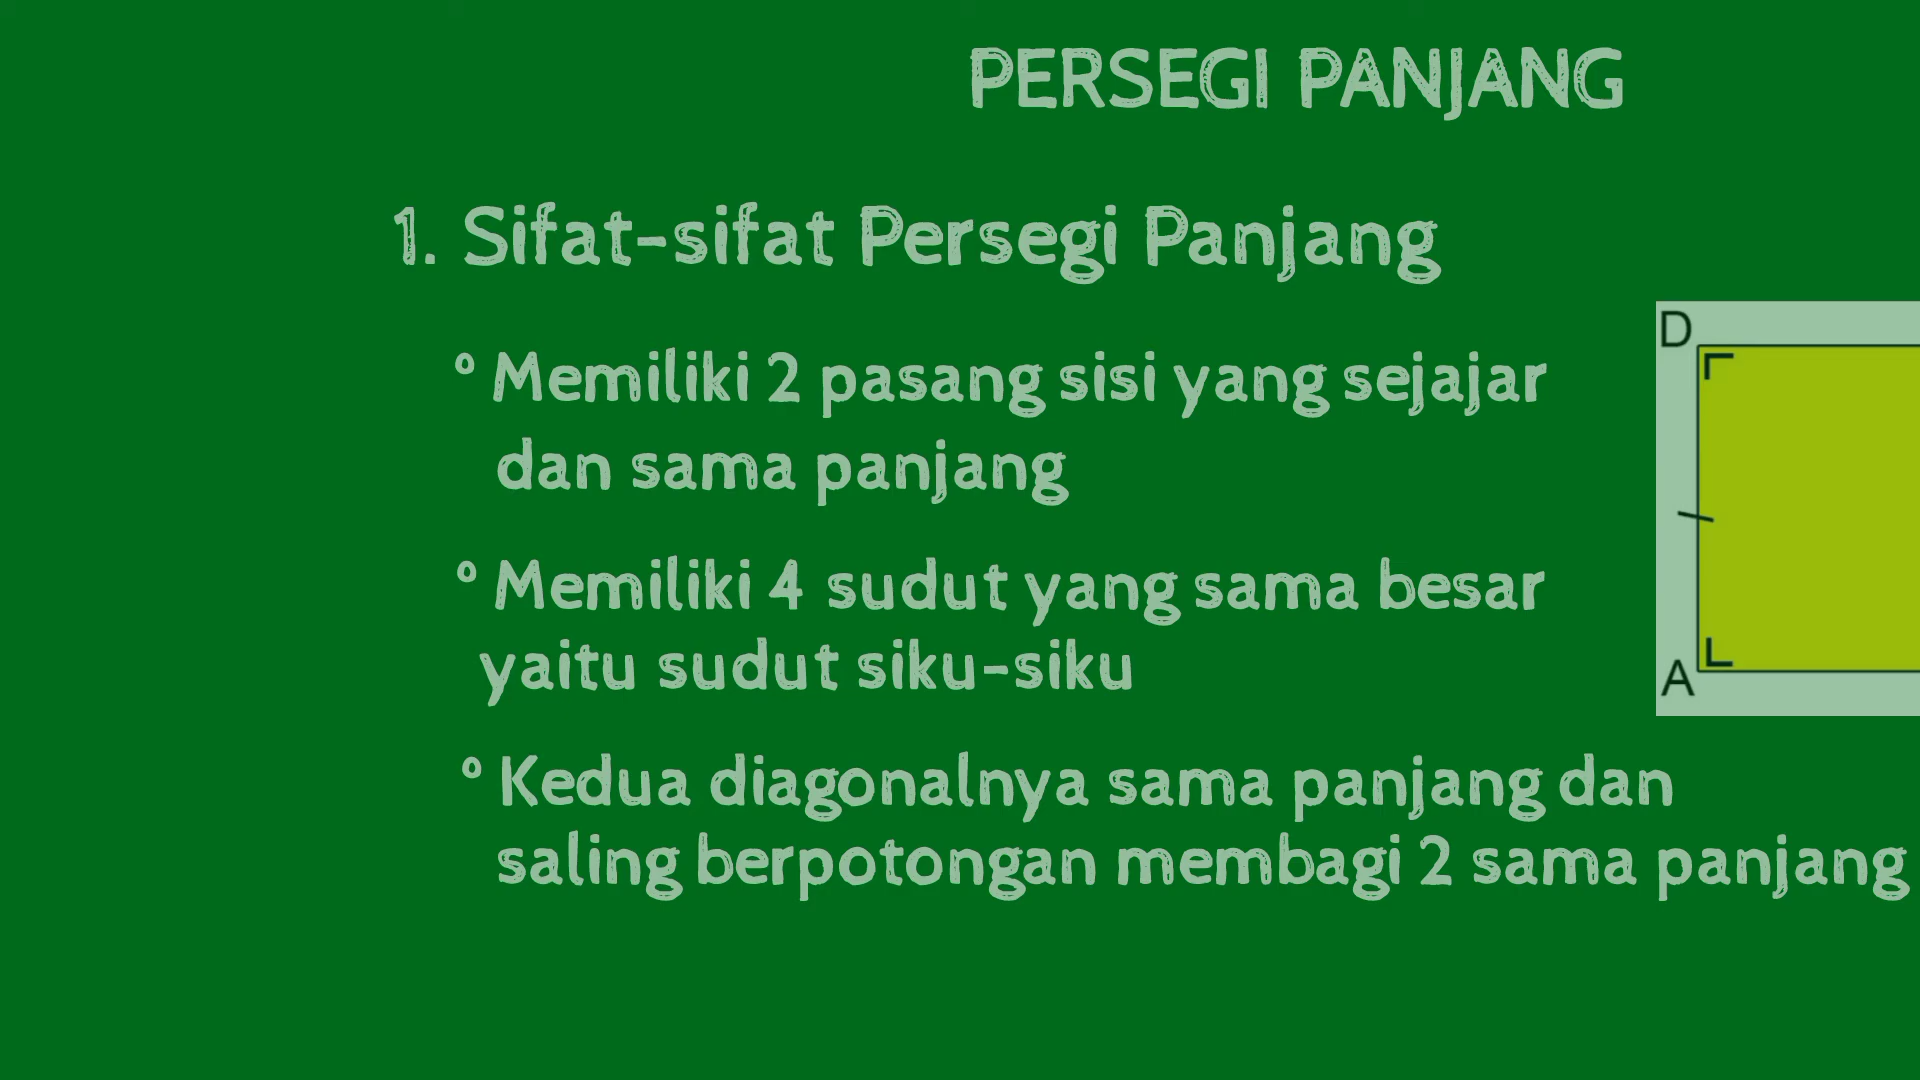 PERSEGI PANJANG
1. Sifat-sifat Persegi Panjang
° Memiliki 2 pasang sisi yang sejajar
dan sama panjang
° Memiliki 4 sudut yang sama besar
yaitu sudut siku-siku
° Kedua diagonalnya sama panjang dan
saling berpotongan membagi 2 sama panjang
D
A